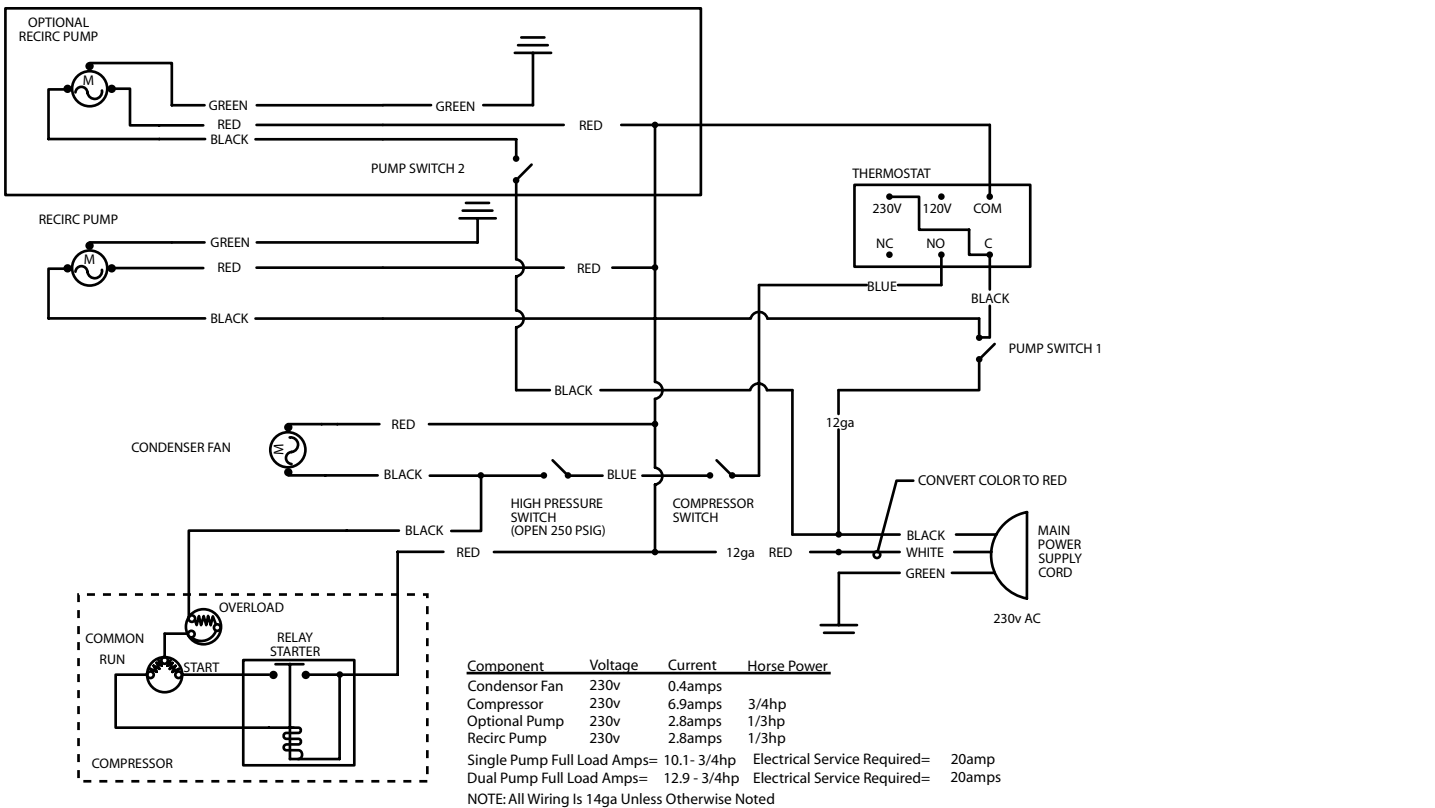 OPTIONAL
RECIRC PUMP
M
GREEN
GREEN
RED
RED
BLACK
PUMP SWITCH 2
THERMOSTAT
230V
120V
COM
NC
NO
C
RECIRC PUMP
M
GREEN
RED
RED
BLUE
BLACK
BLACK
PUMP SWITCH 1
BLACK
12ga
RED
CONDENSER FAN
M
BLACK
BLUE
HIGH PRESSURE
SWITCH
(OPEN 250 PSIG)
COMPRESSOR
SWITCH
CONVERT COLOR TO RED
BLACK
RED
12ga
RED
BLACK
WHITE
GREEN
MAIN
POWER
SUPPLY
CORD
230v AC
OVERLOAD
COMMON
RUN
START
RELAY
STARTER
COMPRESSOR
Component Voltage Current Horse Power
Condensor Fan 230v 0.4amps
Compressor 230v 6.9amps 3/4hp
Optional Pump 230v 2.8amps 1/3hp
Recirc Pump 230v 2.8amps 1/3hp
Single Pump Full Load Amps= 10.1- 3/4hp Electrical Service Required= 20amp
Dual Pump Full Load Amps= 12.9 - 3/4hp Electrical Service Required= 20amps
NOTE: All Wiring Is 14ga Unless Otherwise Noted